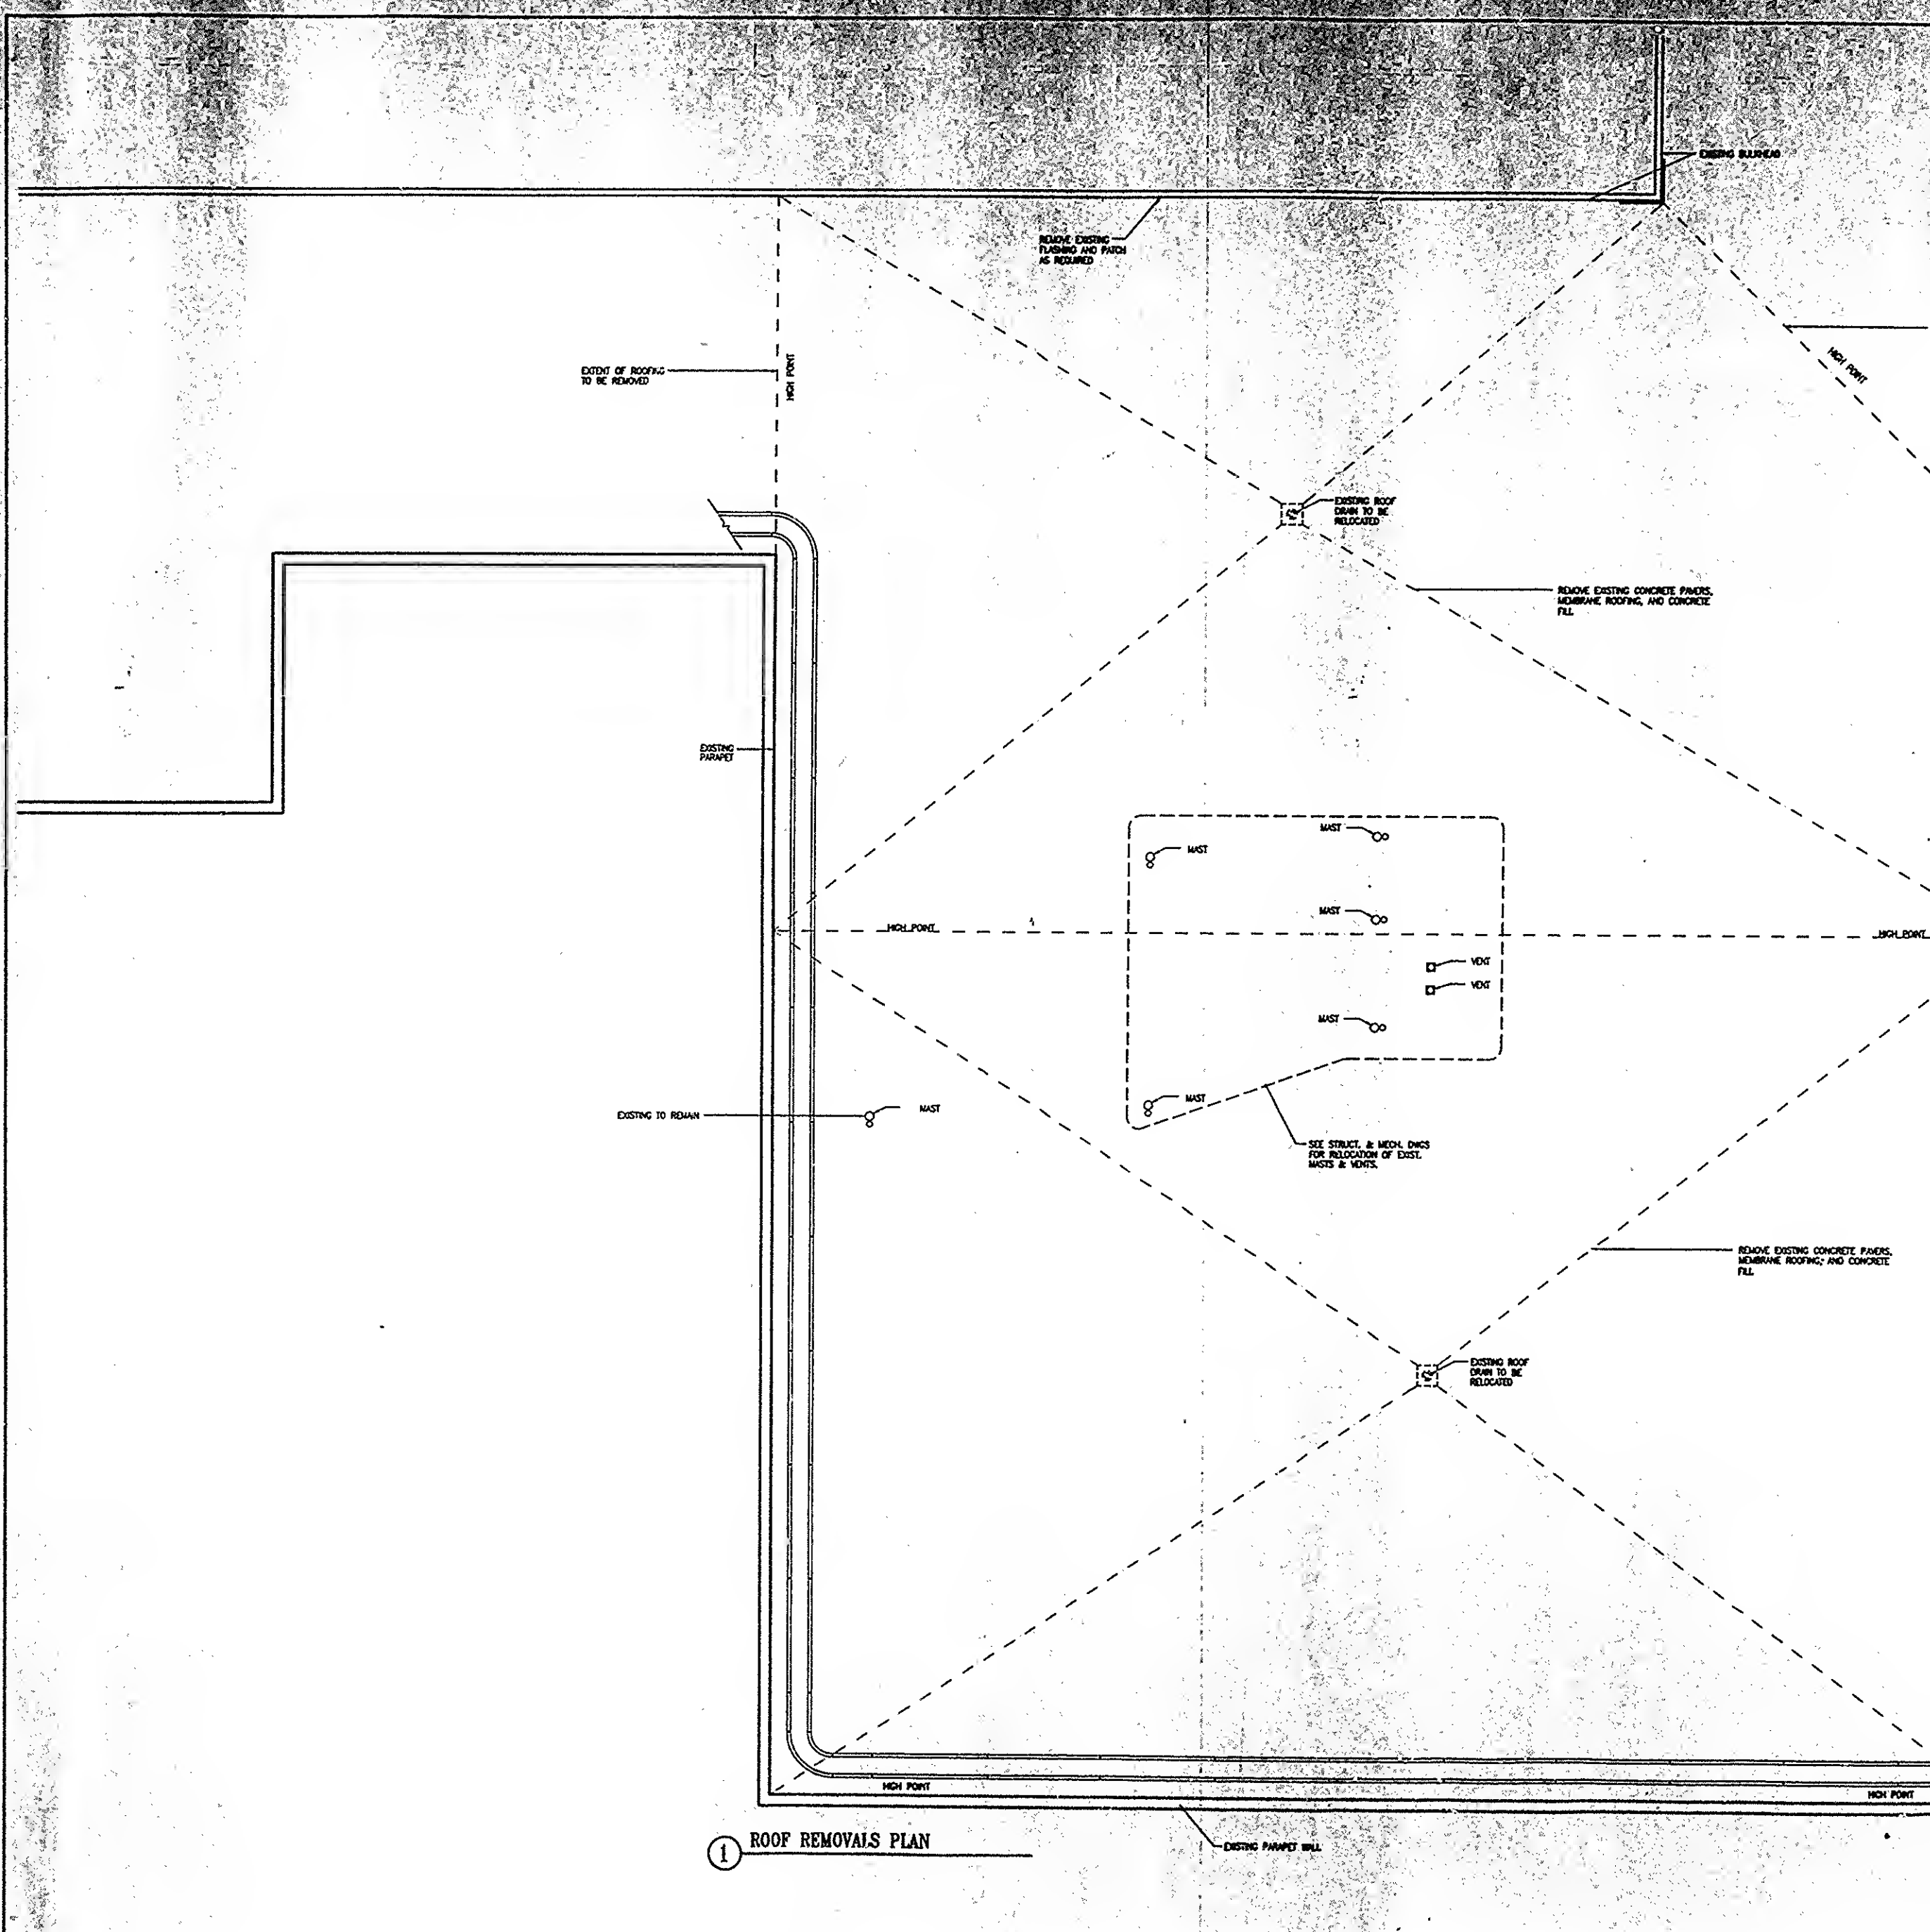 EXISTING BULKHEAD
REMOVE EXISTING
FLASHING AND PATCH
AS REQUIRED
EXTENT OF ROOFING
TO BE REMOVED
HIGH POINT
HIGH POINT
EXISTING ROOF
DRAIN TO BE
RELOCATED
REMOVE EXISTING CONCRETE PAVERS,
MEMBRANE ROOFING, AND CONCRETE
FILL
EXISTING
PARAPET
MAST
MAST
MAST
HIGH POINT
HIGH POINT
VENT
VENT
MAST
MAST
EXISTING TO REMAIN
MAST
SEE STRUCT. & MECH. DWGS
FOR RELOCATION OF EXIST.
MASTS & VENTS.
REMOVE EXISTING CONCRETE PAVERS,
MEMBRANE ROOFING, AND CONCRETE
FILL
EXISTING ROOF
DRAIN TO BE
RELOCATED
HIGH POINT
HIGH POINT
EXISTING PARAPET WALL
1 ROOF REMOVALS PLAN